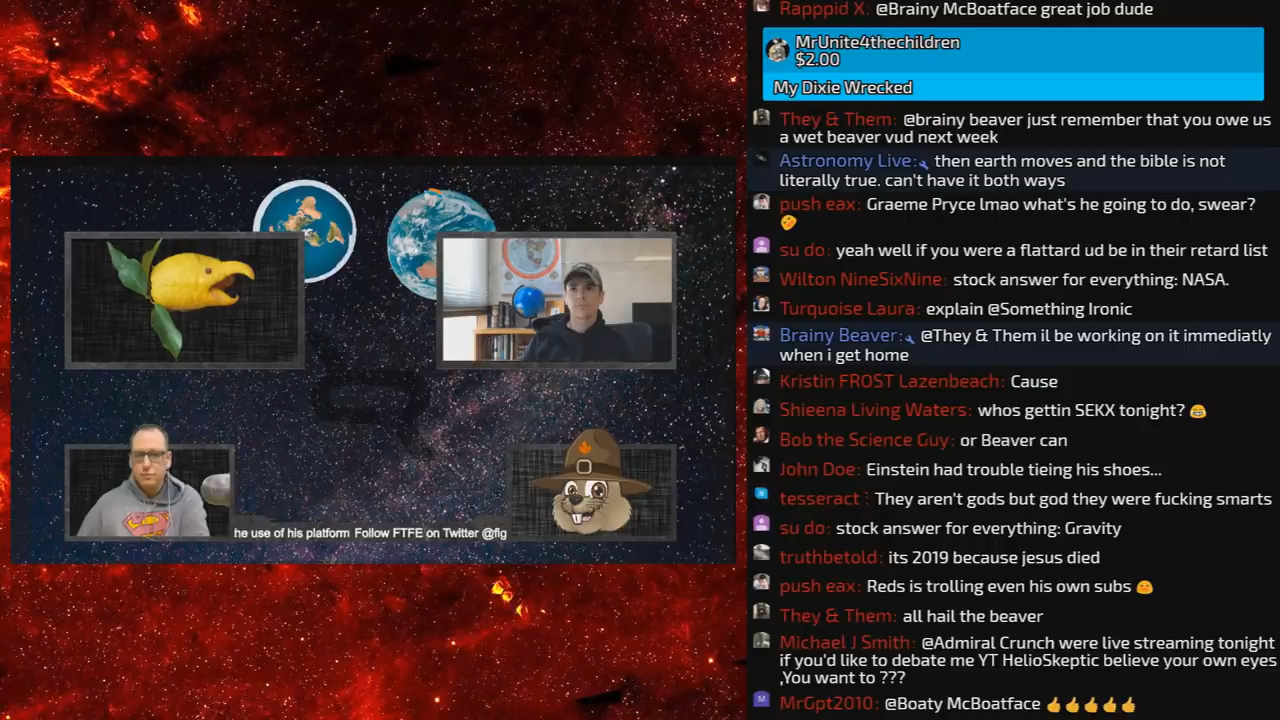 Rapppid X: @Brainy McBoatface great job dude
MrUnite4thechildren
$2.00
My Dixie Wrecked
They & Them: @brainy beaver just remember that you owe us
a wet beaver vud next week
Astronomy Live: then earth moves and the bible is not
literally true. can't have it both ways
push eax: Graeme Pryce lmao what's he going to do, swear?
🤔
su do: yeah well if you were a flattard ud be in their retard list
Wilton NineSixNine: stock answer for everything: NASA.
Turquoise Laura: explain @Something Ironic
Brainy Beaver: @They & Them il be working on it immediatly
when i get home
Kristin FROST Lazenbeach: Cause
Shieena Living Waters: whos gettin SEKX tonight? 😁
Bob the Science Guy: or Beaver can
John Doe: Einstein had trouble tieing his shoes...
tesseract : They aren't gods but god they were fucking smarts
su do: stock answer for everything: Gravity
truthbetold: its 2019 because jesus died
push eax: Reds is trolling even his own subs 😊
They & Them: all hail the beaver
Michael J Smith: @Admiral Crunch were live streaming tonight
if you'd like to debate me YT HelioSkeptic believe your own eyes
,You want to ???
MrGpt2010: @Boaty McBoatface 👍👍👍👍👍
he use of his platform Follow FTFE on Twitter @flg